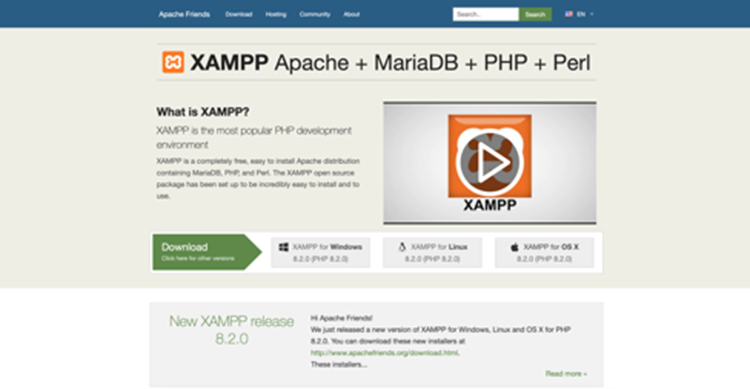 Apache Friends Download Hosting Community About Search... Search EN
XAMPP Apache + MariaDB + PHP + Perl
What is XAMPP?
XAMPP is the most popular PHP development
environment
XAMPP is a completely free, easy to install Apache distribution
containing MariaDB, PHP, and Perl. The XAMPP open source
package has been set up to be incredibly easy to install and to
use.
XAMPP
Download
Click here for other versions
XAMPP for Windows
8.2.0 (PHP 8.2.0)
XAMPP for Linux
8.2.0 (PHP 8.2.0)
XAMPP for OS X
8.2.0 (PHP 8.2.0)
New XAMPP release
8.2.0
Hi Apache Friends!
We just released a new version of XAMPP for Windows, Linux and OS X for PHP
8.2.0. You can download these new installers at
http://www.apachefriends.org/download.html.
These installers...
Read more »